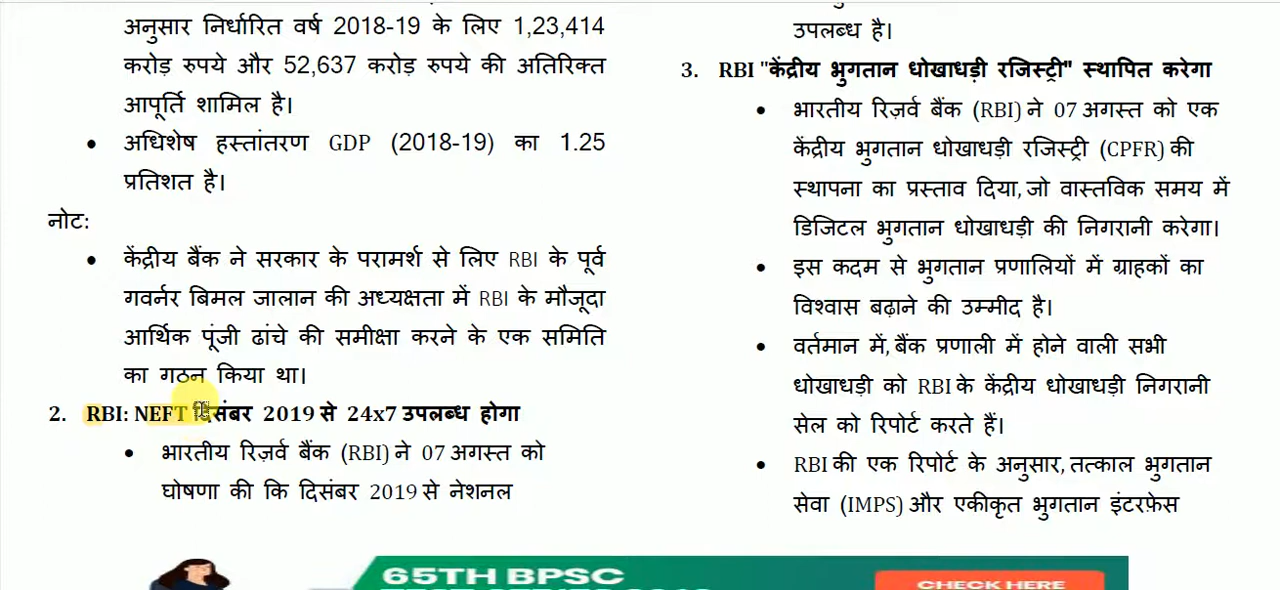 अनुसार निर्धारित वर्ष 2018-19 के लिए 1,23,414
करोड़ रुपये और 52,637 करोड़ रुपये की अतिरिक्त
आपूर्ति शामिल है।
• अधिशेष हस्तांतरण GDP (2018-19) का 1.25
प्रतिशत है।
नोट:
• केंद्रीय बैंक ने सरकार के परामर्श से लिए RBI के पूर्व
गवर्नर बिमल जालान की अध्यक्षता में RBI के मौजूदा
आर्थिक पूंजी ढांचे की समीक्षा करने के एक समिति
का गठन किया था।
2. RBI: NEFT दिसंबर 2019 से 24x7 उपलब्ध होगा
• भारतीय रिज़र्व बैंक (RBI) ने 07 अगस्त को
घोषणा की कि दिसंबर 2019 से नेशनल
उपलब्ध है।
3. RBI "केंद्रीय भुगतान धोखाधड़ी रजिस्ट्री" स्थापित करेगा
• भारतीय रिज़र्व बैंक (RBI) ने 07 अगस्त को एक
केंद्रीय भुगतान धोखाधड़ी रजिस्ट्री (CPFR) की
स्थापना का प्रस्ताव दिया, जो वास्तविक समय में
डिजिटल भुगतान धोखाधड़ी की निगरानी करेगा।
• इस कदम से भुगतान प्रणालियों में ग्राहकों का
विश्वास बढ़ाने की उम्मीद है।
• वर्तमान में, बैंक प्रणाली में होने वाली सभी
धोखाधड़ी को RBI के केंद्रीय धोखाधड़ी निगरानी
सेल को रिपोर्ट करते हैं।
• RBI की एक रिपोर्ट के अनुसार, तत्काल भुगतान
सेवा (IMPS) और एकीकृत भुगतान इंटरफ़ेस
65TH BPSC
CHECK HERE